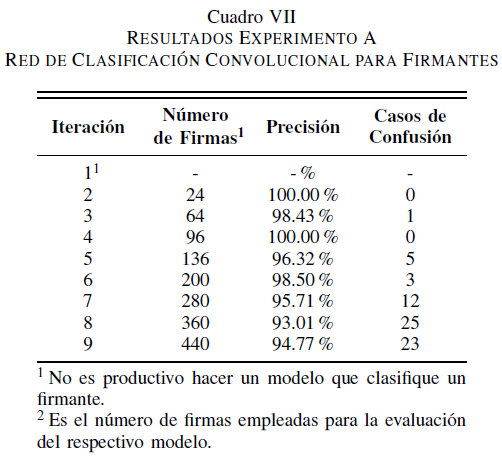 Cuadro VII
RESULTADOS EXPERIMENTO A
RED DE CLASIFICACIÓN CONVOLUCIONAL PARA FIRMANTES
Iteración Número de Firmas¹ Precisión Casos de Confusión
1¹ - - % -
2 24 100.00 % 0
3 64 98.43 % 1
4 96 100.00 % 0
5 136 96.32 % 5
6 200 98.50 % 3
7 280 95.71 % 12
8 360 93.01 % 25
9 440 94.77 % 23
¹ No es productivo hacer un modelo que clasifique un
firmante.
² Es el número de firmas empleadas para la evaluación
del respectivo modelo.